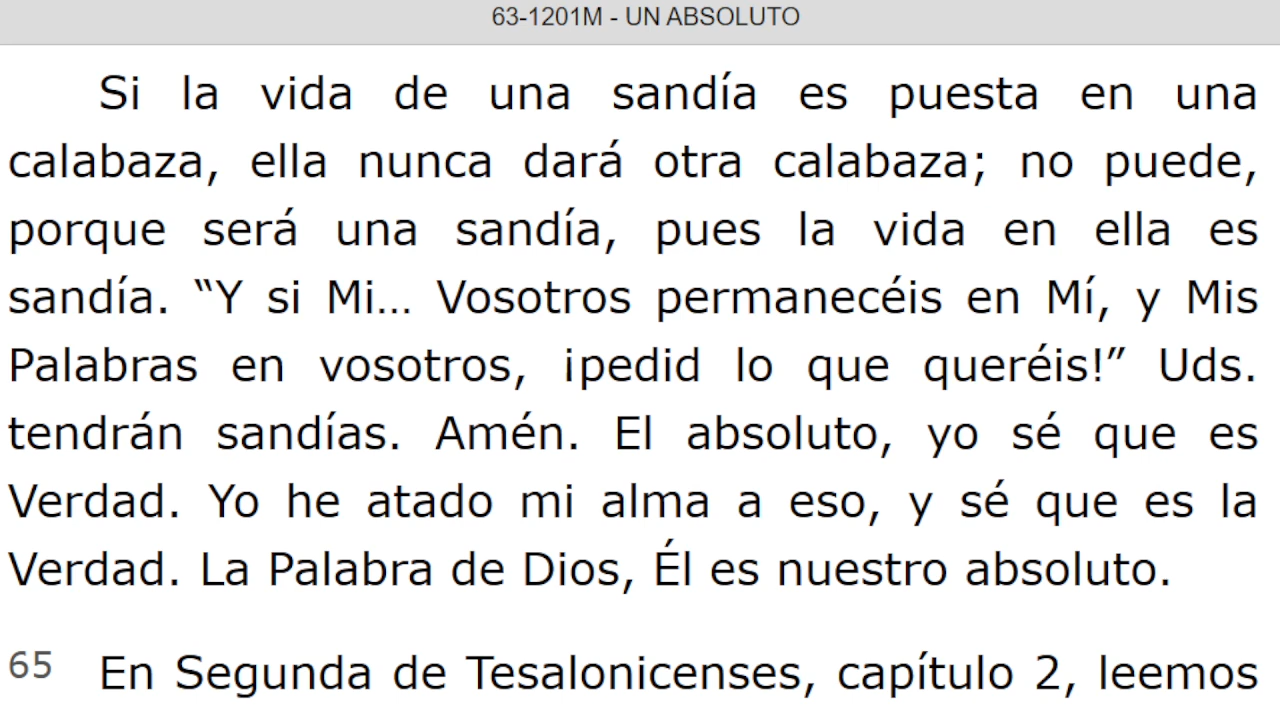 63-1201M - UN ABSOLUTO
Si la vida de una sandía es puesta en una
calabaza, ella nunca dará otra calabaza; no puede,
porque será una sandía, pues la vida en ella es
sandía. “Y si Mi... Vosotros permanecéis en Mí, y Mis
Palabras en vosotros, ¡pedid lo que queréis!” Uds.
tendrán sandías. Amén. El absoluto, yo sé que es
Verdad. Yo he atado mi alma a eso, y sé que es la
Verdad. La Palabra de Dios, Él es nuestro absoluto.
65 En Segunda de Tesalonicenses, capítulo 2, leemos